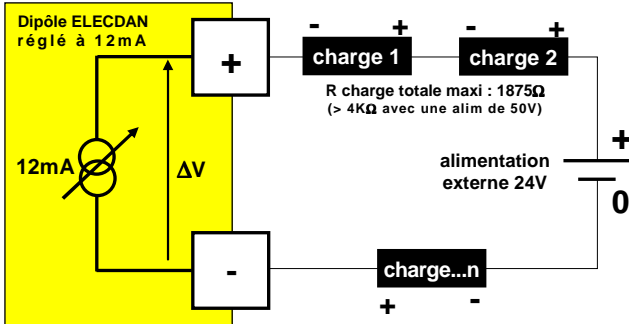 Dipôle ELECDAN
réglé à 12mA
12mA
ΔV
+
-
- +
charge 1
- +
charge 2
R charge totale maxi : 1875Ω
(> 4KΩ avec une alim de 50V)
alimentation
externe 24V
+
0
charge...n
+ -